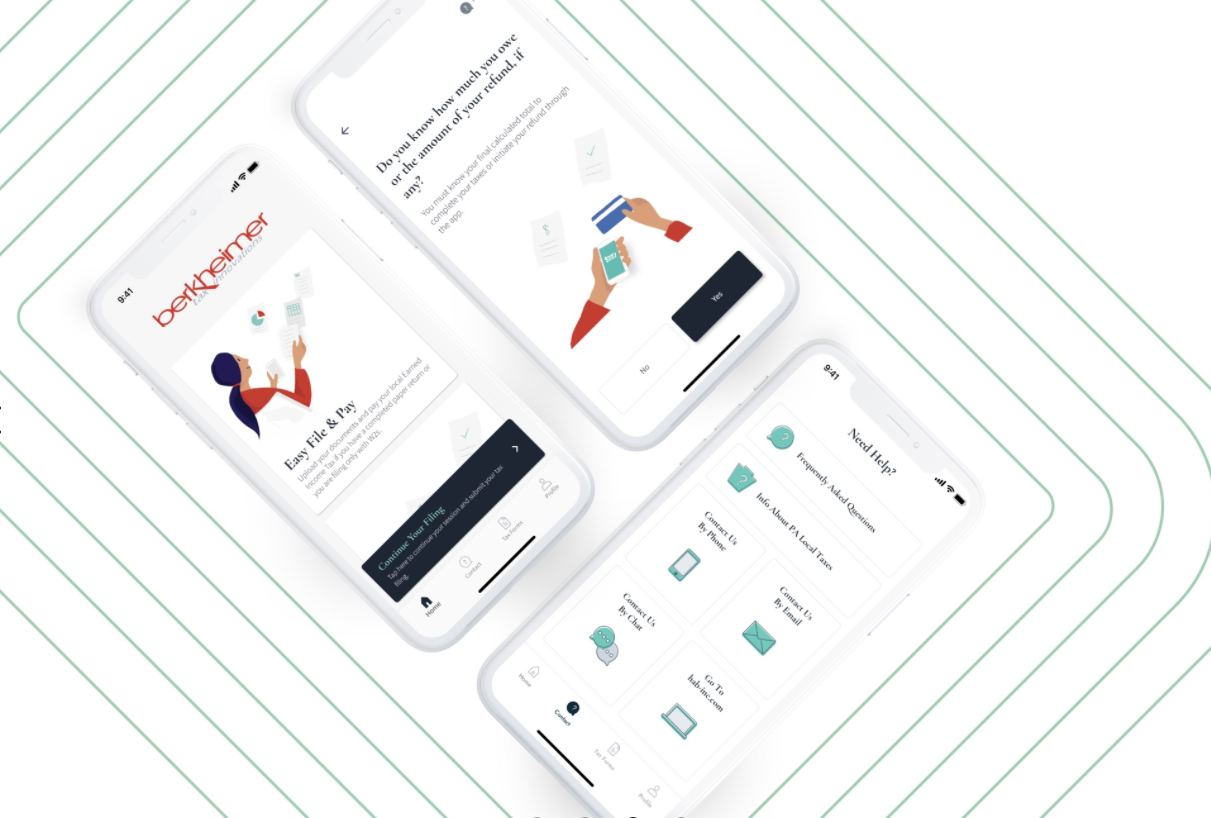 9:41
berkheimer
tax innovations
Easy File & Pay
Upload your documents and pay your local Earned
Income Tax if you have a completed paper return or
you are filing only with W2s.
Continue Your Filing
Tap here to continue your session and submit your tax
filing.
Home
Contact
Tax Forms
Profile
Do you know how much you owe
or the amount of your refund, if
any?
You must know your final calculated total to
complete your taxes or initiate your refund through
the app.
Yes
No
9:41
Need Help?
Frequently Asked Questions
Info About PA Local Taxes
Contact Us
By Phone
Contact Us
By Email
Contact Us
By Chat
Go To
hab-inc.com
Home
Contact
Tax Forms
Profile